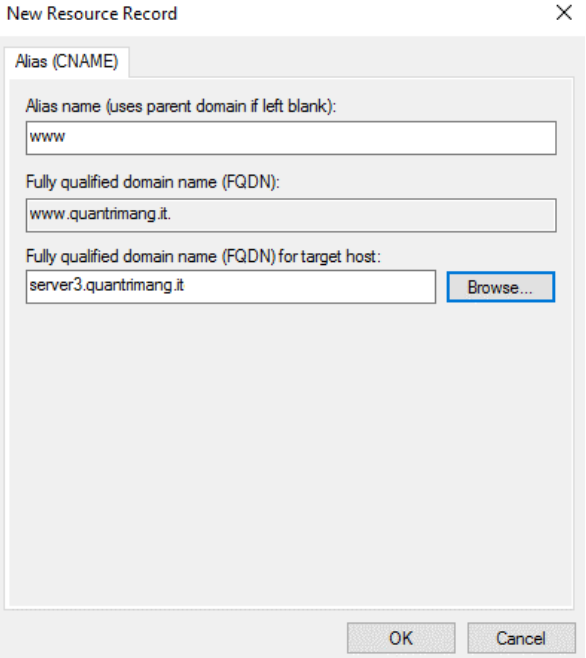 New Resource Record
Alias (CNAME)
Alias name (uses parent domain if left blank):
www
Fully qualified domain name (FQDN):
www.quantrimang.it.
Fully qualified domain name (FQDN) for target host:
server3.quantrimang.it
Browse...
OK
Cancel